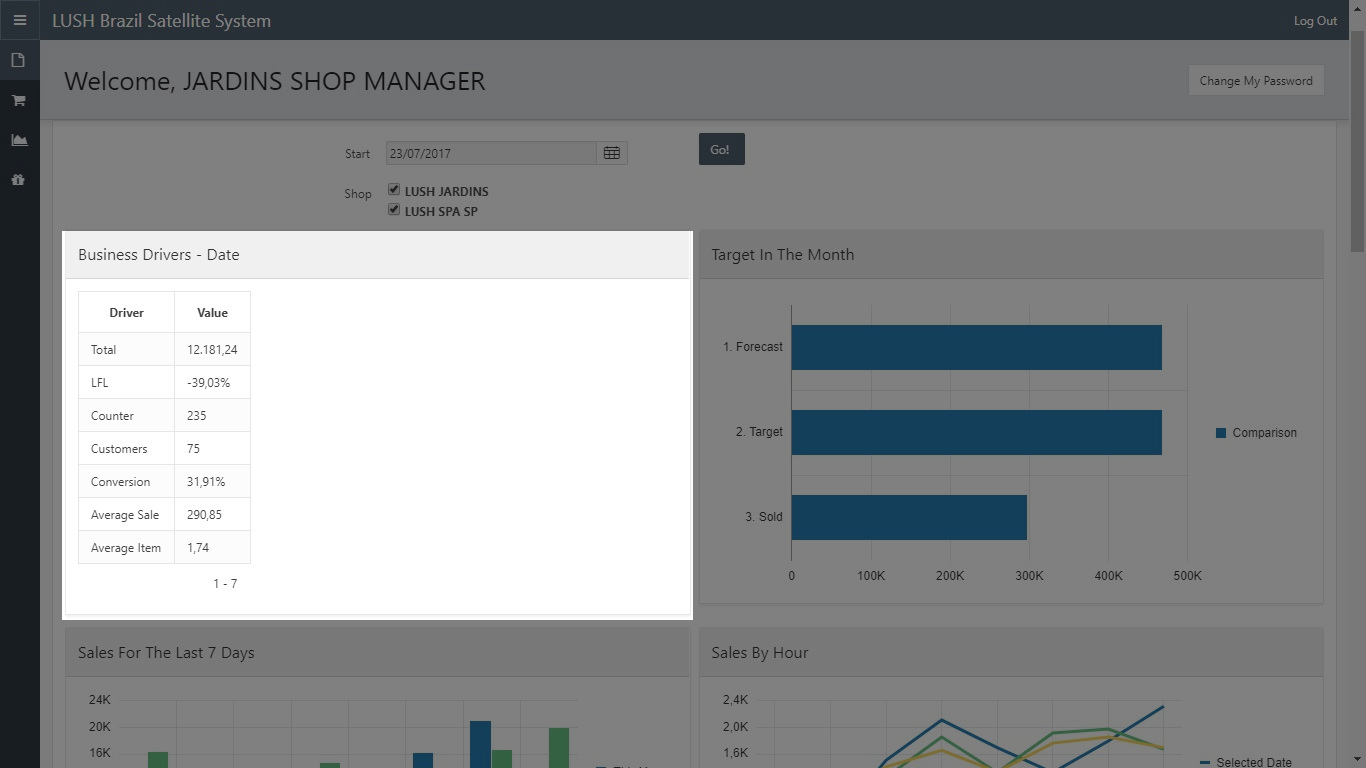 LUSH Brazil Satellite System
Log Out
Welcome, JARDINS SHOP MANAGER
Change My Password
Start
23/07/2017
Go!
Shop
LUSH JARDINS
LUSH SPA SP
Business Drivers - Date
Driver Value
Total 12.181,24
LFL -39,03%
Counter 235
Customers 75
Conversion 31,91%
Average Sale 290,85
Average Item 1,74
1 - 7
Target In The Month
1. Forecast
2. Target
3. Sold
0 100K 200K 300K 400K 500K
Comparison
Sales For The Last 7 Days
24K
20K
16K
Sales By Hour
2,4K
2,0K
1,6K
Selected Date